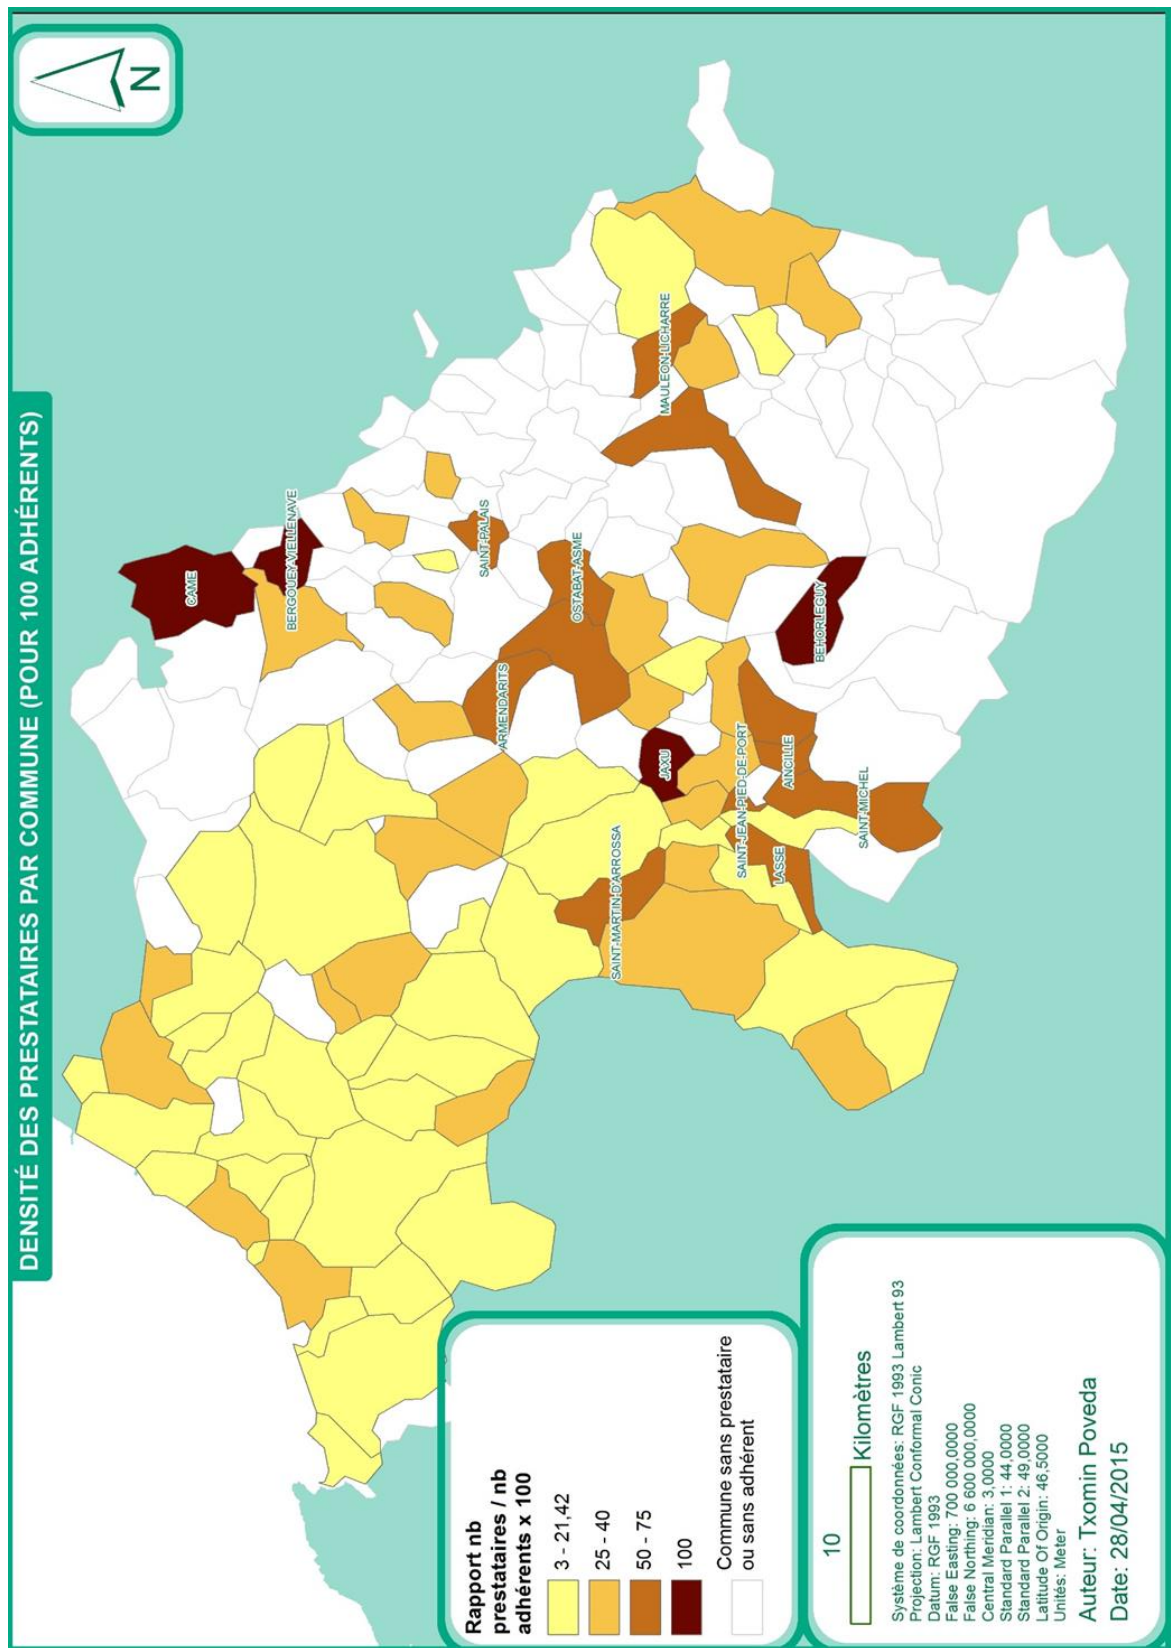 DENSITÉ DES PRESTATAIRES PAR COMMUNE (POUR 100 ADHÉRENTS)
N
CAME
BERGOUEY-VIELLENAVE
SAINT-PALAIS
MAULEON-LICHARRE
OSTABAT-ASME
ARMENDARITS
BEHORLEGUY
JAXU
SAINT-JEAN-PIED-DE-PORT
AINCILLE
SAINT-MICHEL
SAINT-MARTIN-D'ARROSSA
LASSE
Rapport nb
prestataires / nb
adhérents x 100
3 - 21,42
25 - 40
50 - 75
100
Commune sans prestataire
ou sans adhérent
10
Kilomètres
Système de coordonnées: RGF 1993 Lambert 93
Projection: Lambert Conformal Conic
Datum: RGF 1993
False Easting: 700 000,0000
False Northing: 6 600 000,0000
Central Meridian: 3,0000
Standard Parallel 1: 44,0000
Standard Parallel 2: 49,0000
Latitude Of Origin: 46,5000
Unités: Meter
Auteur: Txomin Poveda
Date: 28/04/2015